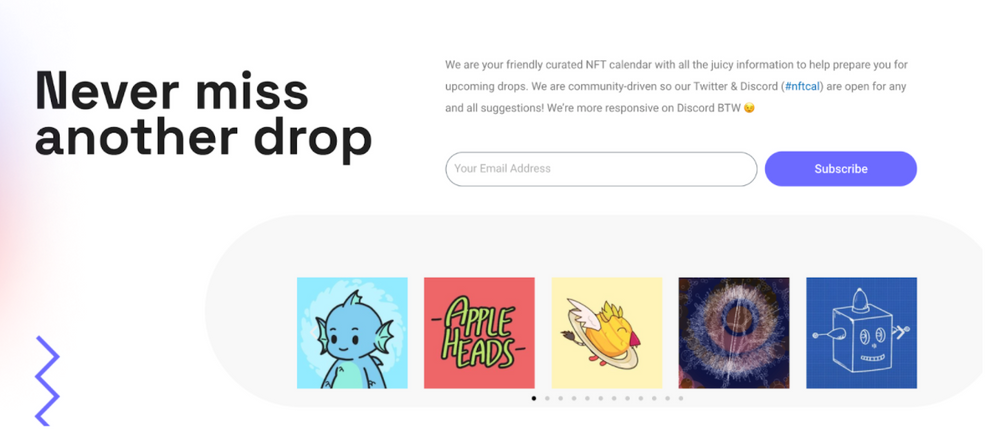 Never miss
another drop
We are your friendly curated NFT calendar with all the juicy information to help prepare you for
upcoming drops. We are community-driven so our Twitter & Discord (#nftcal) are open for any
and all suggestions! We're more responsive on Discord BTW 😉
Your Email Address
Subscribe
APPLE
HEADS